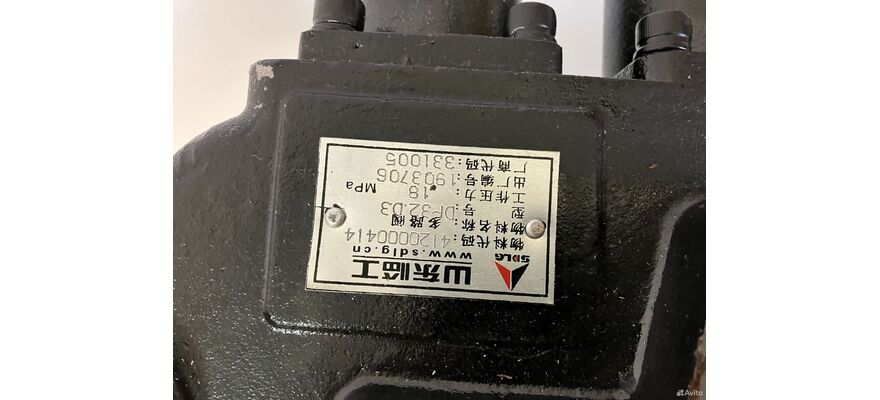 SDLG
山东临工
www.sdlg.cn
物料代码:4120000414
物料名称:多路阀
型 号:DF32.D3
工作压力:18 MPa
出厂编号:1903706
厂商代码:331005
Avito